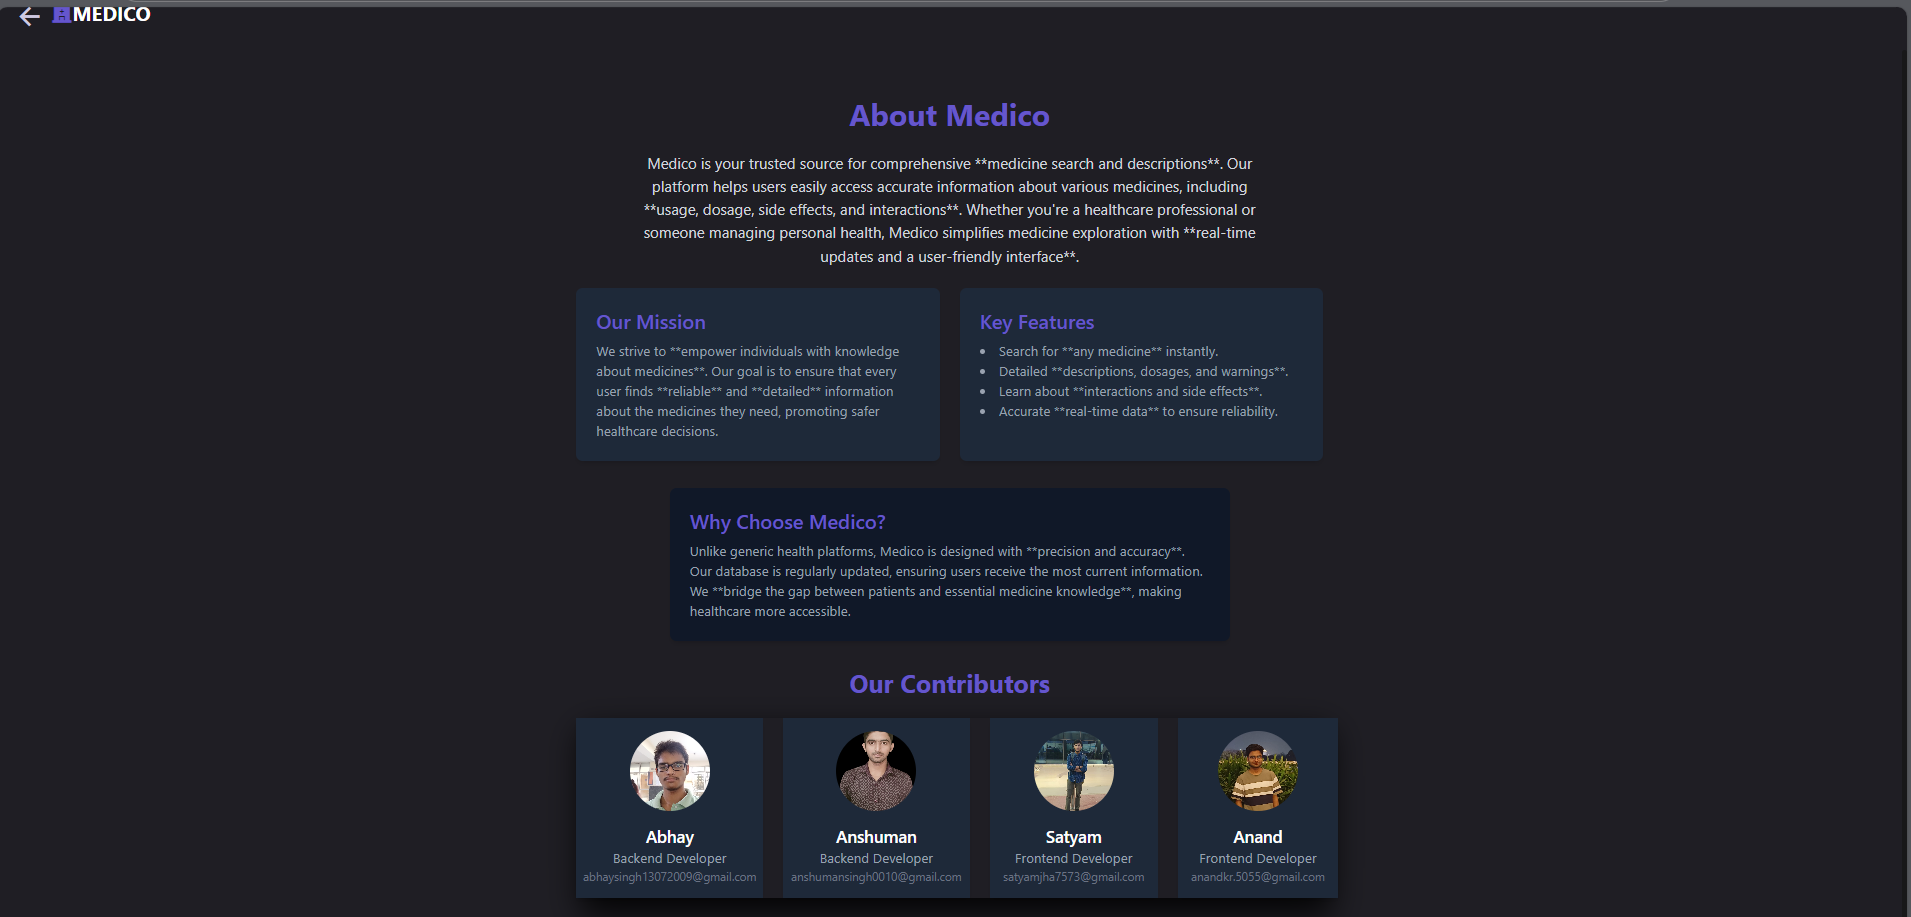 MEDICO
About Medico
Medico is your trusted source for comprehensive **medicine search and descriptions**. Our
platform helps users easily access accurate information about various medicines, including
**usage, dosage, side effects, and interactions**. Whether you're a healthcare professional or
someone managing personal health, Medico simplifies medicine exploration with **real-time
updates and a user-friendly interface**.
Our Mission
We strive to **empower individuals with knowledge
about medicines**. Our goal is to ensure that every
user finds **reliable** and **detailed** information
about the medicines they need, promoting safer
healthcare decisions.
Key Features
• Search for **any medicine** instantly.
• Detailed **descriptions, dosages, and warnings**.
• Learn about **interactions and side effects**.
• Accurate **real-time data** to ensure reliability.
Why Choose Medico?
Unlike generic health platforms, Medico is designed with **precision and accuracy**.
Our database is regularly updated, ensuring users receive the most current information.
We **bridge the gap between patients and essential medicine knowledge**, making
healthcare more accessible.
Our Contributors
Abhay
Backend Developer
abhaysingh13072009@gmail.com
Anshuman
Backend Developer
anshumansingh0010@gmail.com
Satyam
Frontend Developer
satyamjha7573@gmail.com
Anand
Frontend Developer
anandkr.5055@gmail.com